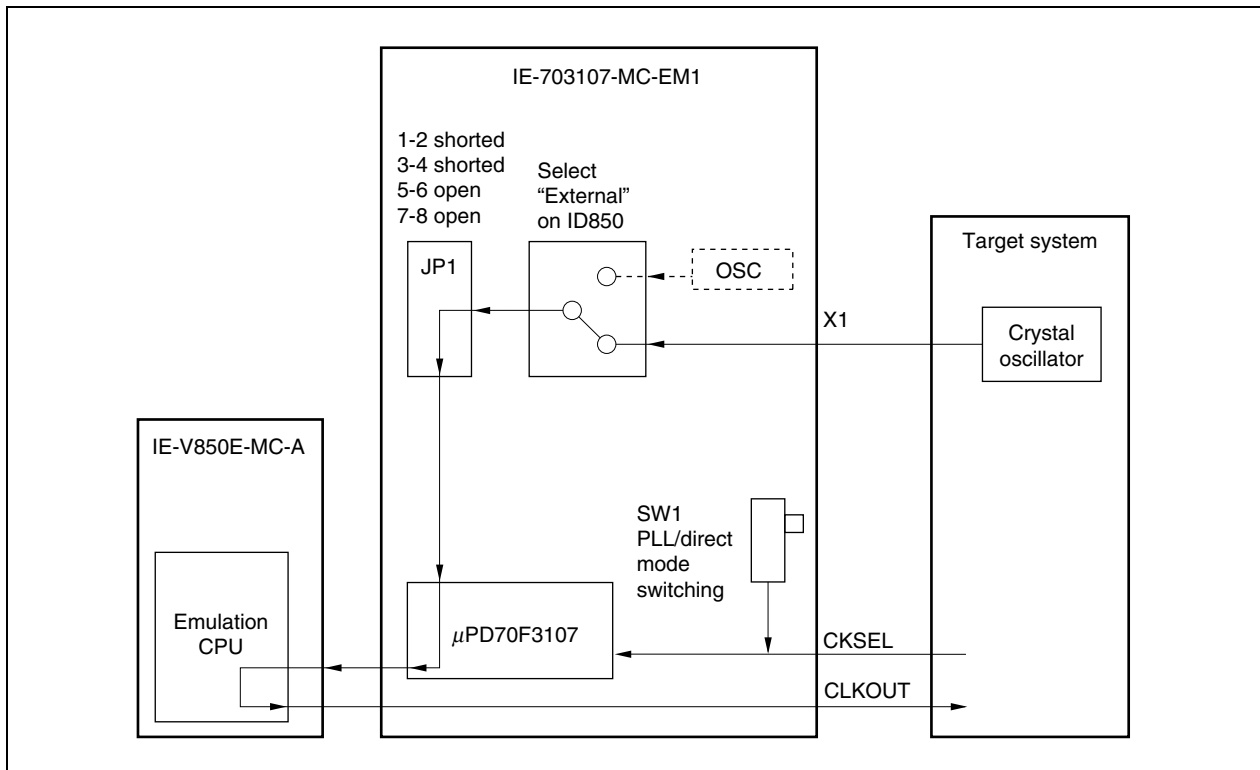 IE-703107-MC-EM1
1-2 shorted
3-4 shorted
5-6 open
7-8 open
Select
“External”
on ID850
JP1
OSC
X1
Target system
Crystal
oscillator
IE-V850E-MC-A
Emulation
CPU
SW1
PLL/direct
mode
switching
μPD70F3107
CKSEL
CLKOUT